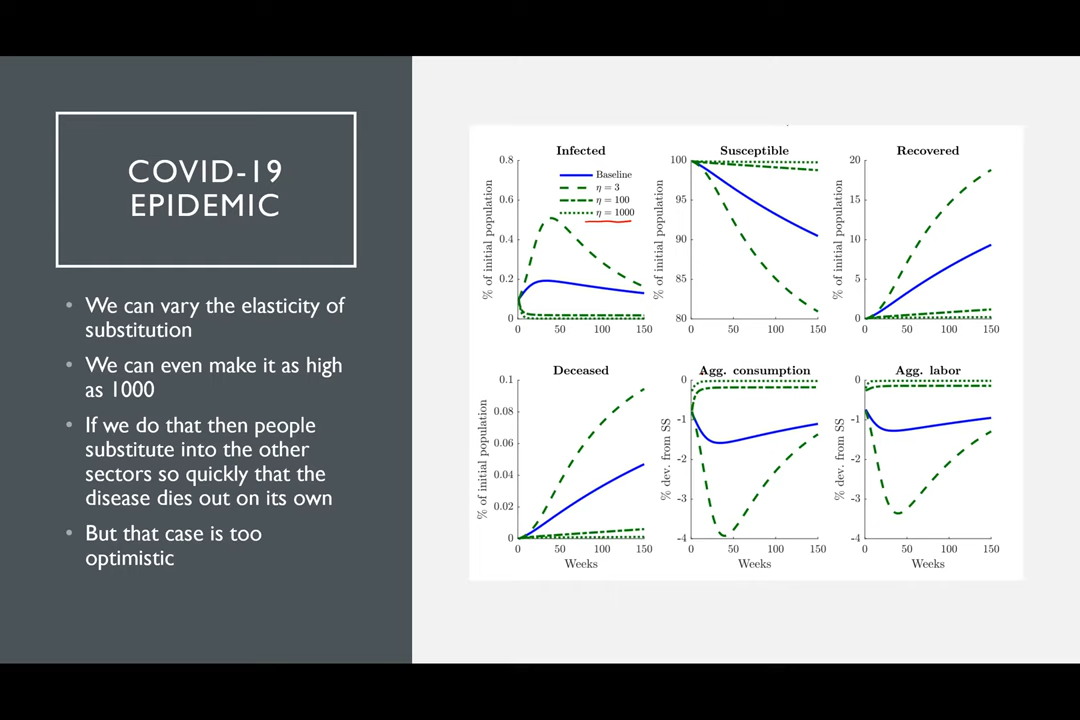 COVID-19
EPIDEMIC
• We can vary the elasticity of
substitution
• We can even make it as high
as 1000
• If we do that then people
substitute into the other
sectors so quickly that the
disease dies out on its own
• But that case is too
optimistic
Infected
% of initial population
0.8
0.6
0.4
0.2
0
0 50 100 150
Baseline
η = 3
η = 100
η = 1000
Susceptible
% of initial population
100
95
90
85
80
0 50 100 150
Recovered
% of initial population
20
15
10
5
0
0 50 100 150
Deceased
% of initial population
0.1
0.08
0.06
0.04
0.02
0
0 50 100 150
Weeks
Agg. consumption
% dev. from SS
0
-1
-2
-3
-4
0 50 100 150
Weeks
Agg. labor
% dev. from SS
0
-1
-2
-3
-4
0 50 100 150
Weeks